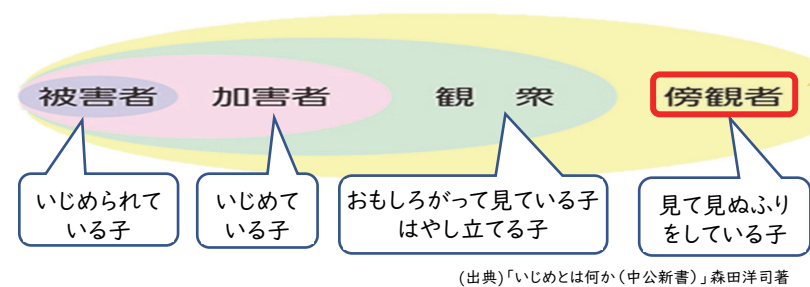 被害者 加害者 観衆 傍観者
いじめられて
いる子
いじめて
いる子
おもしろがって見ている子
はやし立てる子
見て見ぬふり
をしている子
(出典)「いじめとは何か(中公新書)」森田洋司著